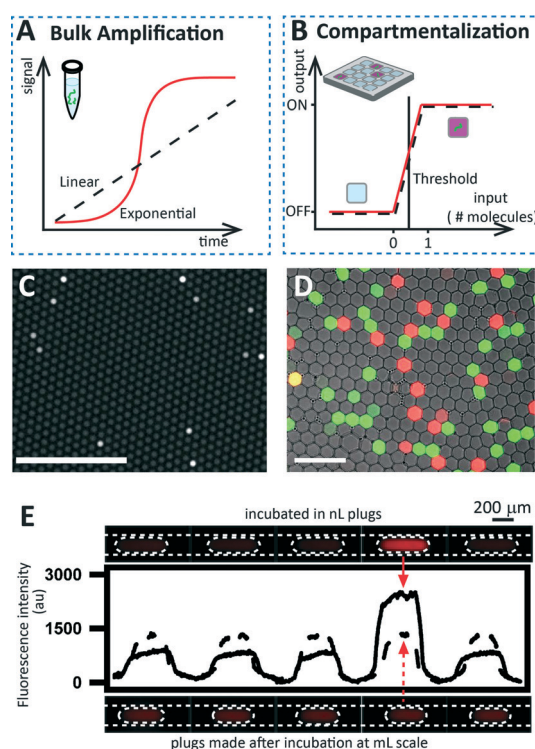 A Bulk Amplification
signal
Linear
Exponential
time
B Compartmentalization
output
ON
OFF
Threshold
input
( # molecules)
0 1
C
D
E
incubated in nL plugs
200 µm
Fluorescence intensity
(au)
3000
1500
0
plugs made after incubation at mL scale